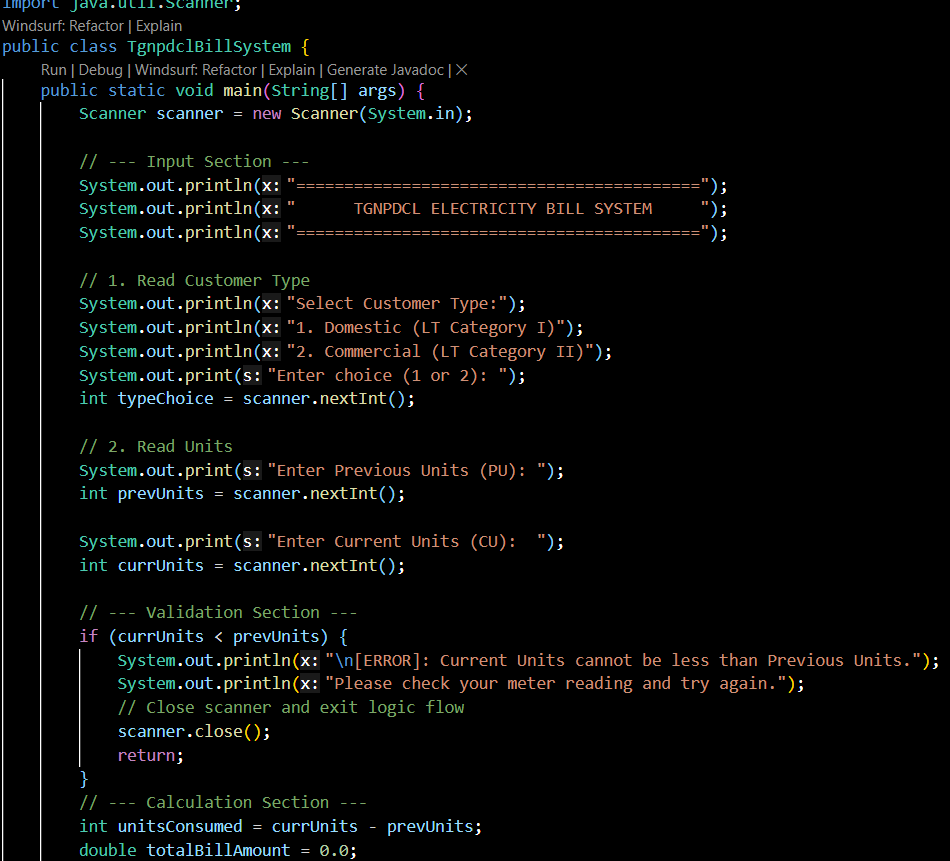 import java.util.Scanner;
Windsurf: Refactor | Explain
public class TgnpdclBillSystem {
Run | Debug | Windsurf: Refactor | Explain | Generate Javadoc | ✕
public static void main(String[] args) {
Scanner scanner = new Scanner(System.in);
// --- Input Section ---
System.out.println(x: "==========================================");
System.out.println(x: "      TGNPDCL ELECTRICITY BILL SYSTEM     ");
System.out.println(x: "==========================================");
// 1. Read Customer Type
System.out.println(x: "Select Customer Type:");
System.out.println(x: "1. Domestic (LT Category I)");
System.out.println(x: "2. Commercial (LT Category II)");
System.out.print(s: "Enter choice (1 or 2): ");
int typeChoice = scanner.nextInt();
// 2. Read Units
System.out.print(s: "Enter Previous Units (PU): ");
int prevUnits = scanner.nextInt();
System.out.print(s: "Enter Current Units (CU):  ");
int currUnits = scanner.nextInt();
// --- Validation Section ---
if (currUnits < prevUnits) {
System.out.println(x: "\n[ERROR]: Current Units cannot be less than Previous Units.");
System.out.println(x: "Please check your meter reading and try again.");
// Close scanner and exit logic flow
scanner.close();
return;
}
// --- Calculation Section ---
int unitsConsumed = currUnits - prevUnits;
double totalBillAmount = 0.0;